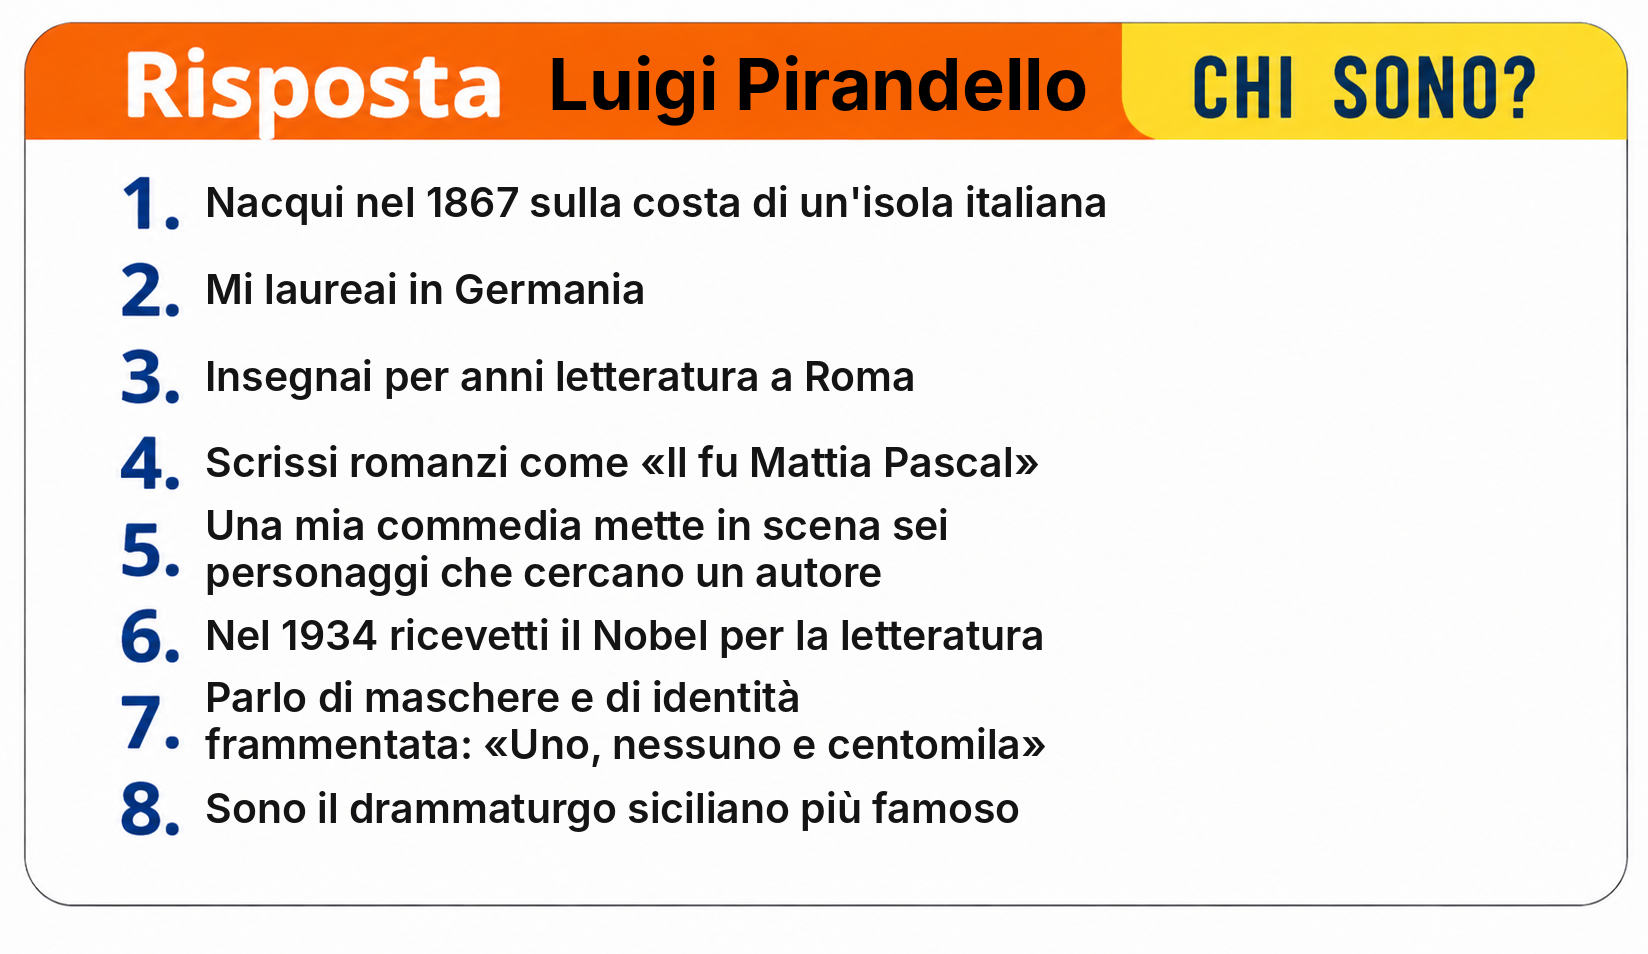 Risposta Luigi Pirandello CHI SONO?
1. Nacqui nel 1867 sulla costa di un'isola italiana
2. Mi laureai in Germania
3. Insegnai per anni letteratura a Roma
4. Scrissi romanzi come «Il fu Mattia Pascal»
5. Una mia commedia mette in scena sei
personaggi che cercano un autore
6. Nel 1934 ricevetti il Nobel per la letteratura
7. Parlo di maschere e di identità
frammentata: «Uno, nessuno e centomila»
8. Sono il drammaturgo siciliano più famoso